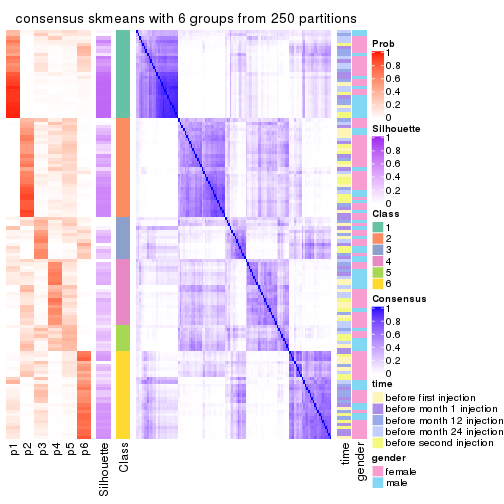 consensus skmeans with 6 groups from 250 partitions
Prob
1
0.8
0.6
0.4
0.2
0
Silhouette
1
0.8
0.6
0.4
0.2
0
Class
1
2
3
4
5
6
Consensus
1
0.8
0.6
0.4
0.2
0
time
before first injection
before month 1 injection
before month 12 injection
before month 24 injection
before second injection
gender
female
male
p1
p2
p3
p4
p5
p6
Silhouette
Class
time
gender